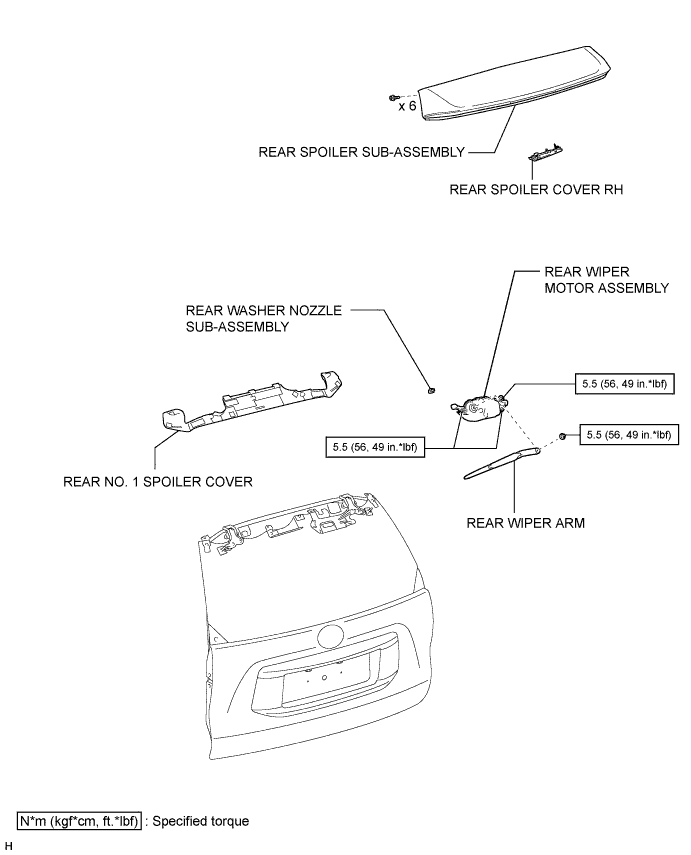 x 6
REAR SPOILER SUB-ASSEMBLY
REAR SPOILER COVER RH
REAR WIPER
MOTOR ASSEMBLY
REAR WASHER NOZZLE
SUB-ASSEMBLY
5.5 (56, 49 in.*lbf)
5.5 (56, 49 in.*lbf)
5.5 (56, 49 in.*lbf)
REAR NO. 1 SPOILER COVER
REAR WIPER ARM
N*m (kgf*cm, ft.*lbf) : Specified torque
H